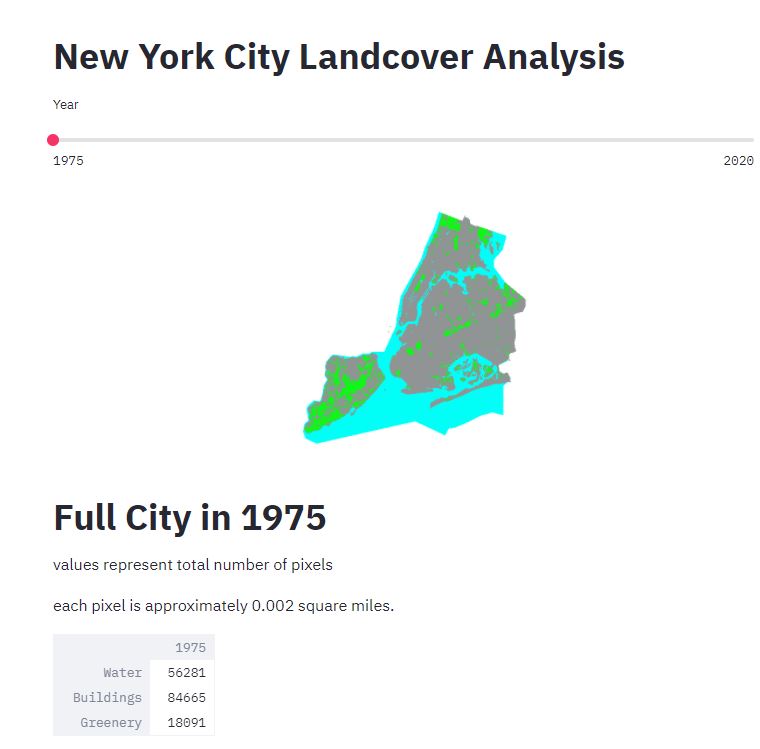 New York City Landcover Analysis
Year
1975 2020
Full City in 1975
values represent total number of pixels
each pixel is approximately 0.002 square miles.
1975
Water 56281
Buildings 84665
Greenery 18091